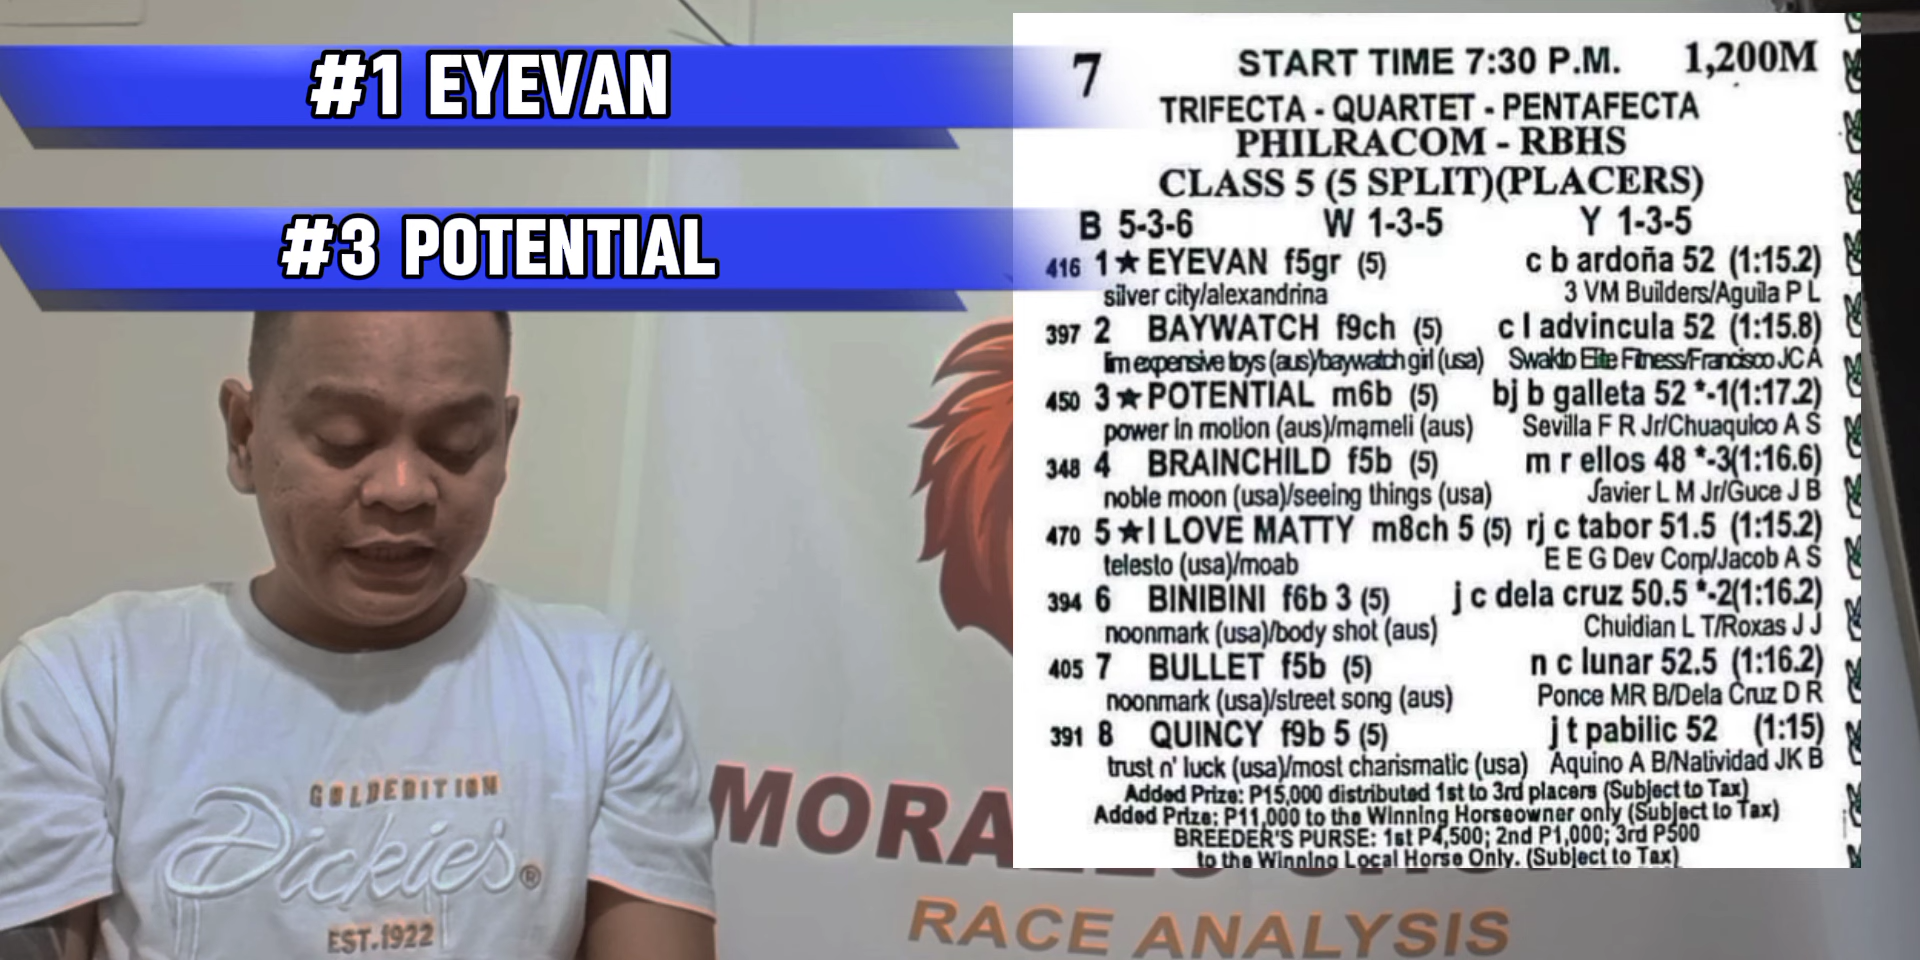 #1 EYEVAN
#3 POTENTIAL
7 START TIME 7:30 P.M. 1,200M
TRIFECTA - QUARTET - PENTAFECTA
PHILRACOM - RBHS
CLASS 5 (5 SPLIT)(PLACERS)
B 5-3-6 W 1-3-5 Y 1-3-5
416 1★ EYEVAN f5gr (5) c b ardoña 52 (1:15.2)
silver city/alexandrina 3 VM Builders/Aguila P L
397 2 BAYWATCH f9ch (5) c l advincula 52 (1:15.8)
lim expensive toys (aus)/baywatch girl (usa) Swakto Elite Fitness/Francisco JC A
450 3★ POTENTIAL m6b (5) bj b galleta 52 *-1(1:17.2)
power in motion (aus)/mameli (aus) Sevilla F R Jr/Chuaquico A S
348 4 BRAINCHILD f5b (5) m r ellos 48 *-3(1:16.6)
noble moon (usa)/seeing things (usa) Javier L M Jr/Guce J B
470 5★I LOVE MATTY m8ch 5 (5) rj c tabor 51.5 (1:15.2)
telesto (usa)/moab E E G Dev Corp/Jacob A S
394 6 BINIBINI f6b 3 (5) j c dela cruz 50.5 *-2(1:16.2)
noonmark (usa)/body shot (aus) Chuidian L T/Roxas J J
405 7 BULLET f5b (5) n c lunar 52.5 (1:16.2)
noonmark (usa)/street song (aus) Ponce MR B/Dela Cruz D R
391 8 QUINCY f9b 5 (5) j t pabilic 52 (1:15)
trust n' luck (usa)/most charismatic (usa) Aquino A B/Natividad JK B
Added Prize: P15,000 distributed 1st to 3rd placers (Subject to Tax)
Added Prize: P11,000 to the Winning Horseowner only (Subject to Tax)
BREEDER'S PURSE: 1st P4,500; 2nd P1,000; 3rd P500
to the Winning Local Horse Only. (Subject to Tax)
GOLDEDITION
Dickies®
EST.1922
RACE ANALYSIS